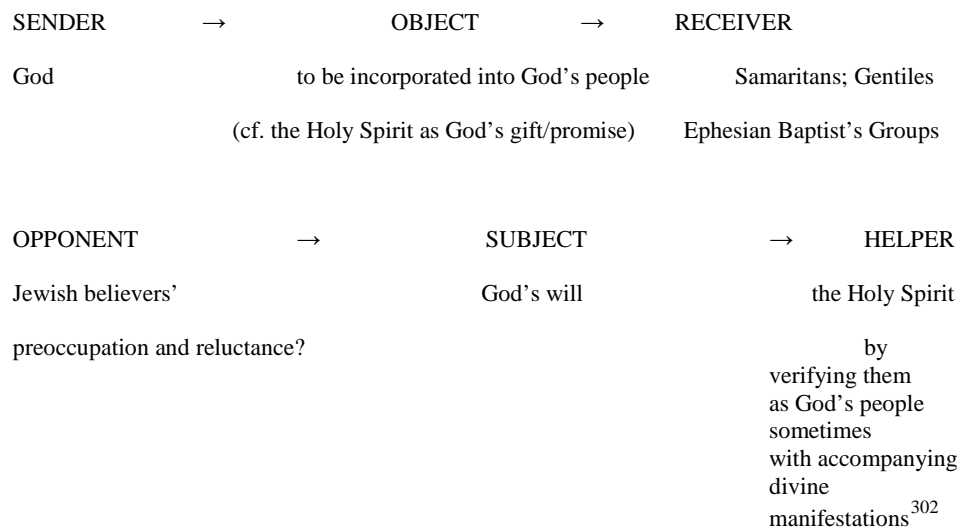 SENDER → OBJECT → RECEIVER
God to be incorporated into God’s people Samaritans; Gentiles
(cf. the Holy Spirit as God’s gift/promise) Ephesian Baptist’s Groups
OPPONENT → SUBJECT → HELPER
Jewish believers’ God’s will the Holy Spirit
preoccupation and reluctance? by
verifying them
as God’s people
sometimes
with accompanying
divine
manifestations302